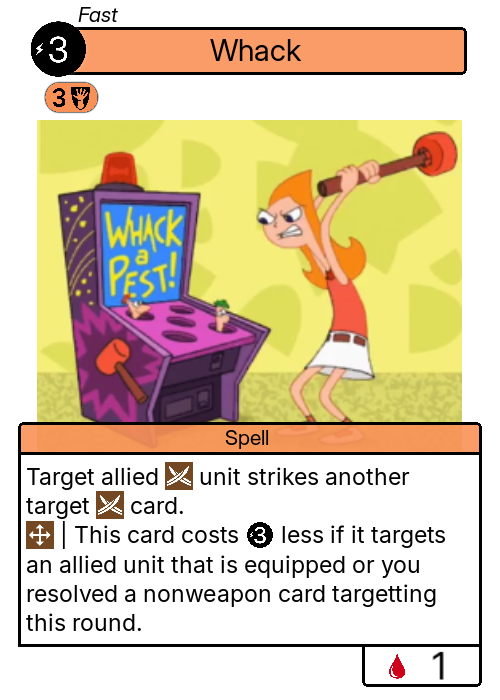 Fast
3
Whack
3
WHACK
a
PEST!
Spell
Target allied unit strikes another
target card.
| This card costs 3 less if it targets
an allied unit that is equipped or you
resolved a nonweapon card targetting
this round.
1